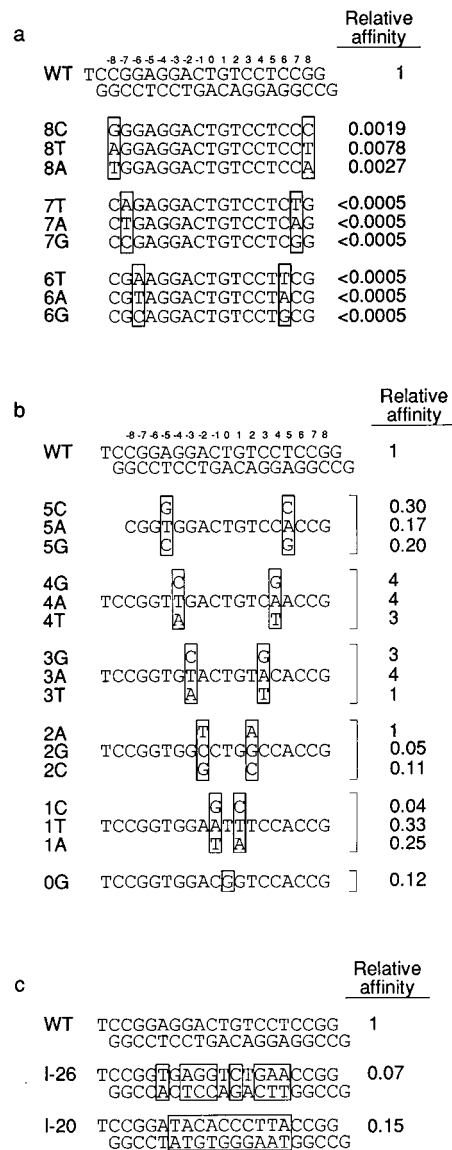 a
Relative
affinity
-8 -7 -6 -5 -4 -3 -2 -1 0 1 2 3 4 5 6 7 8
WT TCCGGAGGACTGTCCTCCGG 1
GGCCTCCTGACAGGAGGCCG
8C GGGAGGACTGTCCTCCC 0.0019
8T AGGAGGACTGTCCTCCT 0.0078
8A TGGAGGACTGTCCTCCA 0.0027
7T CAGAGGACTGTCCTCTG <0.0005
7A CTGAGGACTGTCCTCAG <0.0005
7G CCGAGGACTGTCCTCGG <0.0005
6T CGAAGGACTGTCCTTCG <0.0005
6A CGTAGGACTGTCCTACG <0.0005
6G CGCAGGACTGTCCTGCG <0.0005
b
Relative
affinity
-8 -7 -6 -5 -4 -3 -2 -1 0 1 2 3 4 5 6 7 8
WT TCCGGAGGACTGTCCTCCGG 1
GGCCTCCTGACAGGAGGCCG
5C G C 0.30
5A CGGTGGACTGTCCACCG 0.17
5G C G 0.20
4G C G 4
4A TCCGGTTGACTGTCAACCG 4
4T A T 3
3G C G 3
3A TCCGGTGTACTGTACACCG 4
3T A T 1
2A T A 1
2G TCCGGTGGCCTGGCCACCG 0.05
2C G C 0.11
1C G C 0.04
1T TCCGGTGGAATTTCCACCG 0.33
1A T A 0.25
0G TCCGGTGGACGGTCCACCG 0.12
c
Relative
affinity
WT TCCGGAGGACTGTCCTCCGG 1
GGCCTCCTGACAGGAGGCCG
I-26 TCCGGTGAGGTCTGAACCGG 0.07
GGCCACTCCAGACTTGGCCG
I-20 TCCGGATACACCCTTACCGG 0.15
GGCCTATGTGGGAATGGCCG